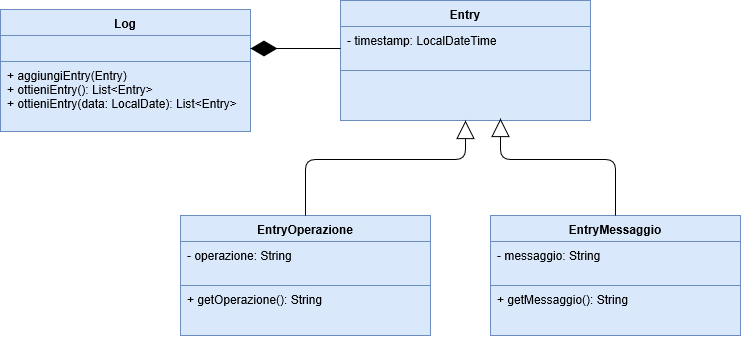 Log
+ aggiungiEntry(Entry)
+ ottieniEntry(): List<Entry>
+ ottieniEntry(data: LocalDate): List<Entry>
Entry
- timestamp: LocalDateTime
EntryOperazione
- operazione: String
+ getOperazione(): String
EntryMessaggio
- messaggio: String
+ getMessaggio(): String